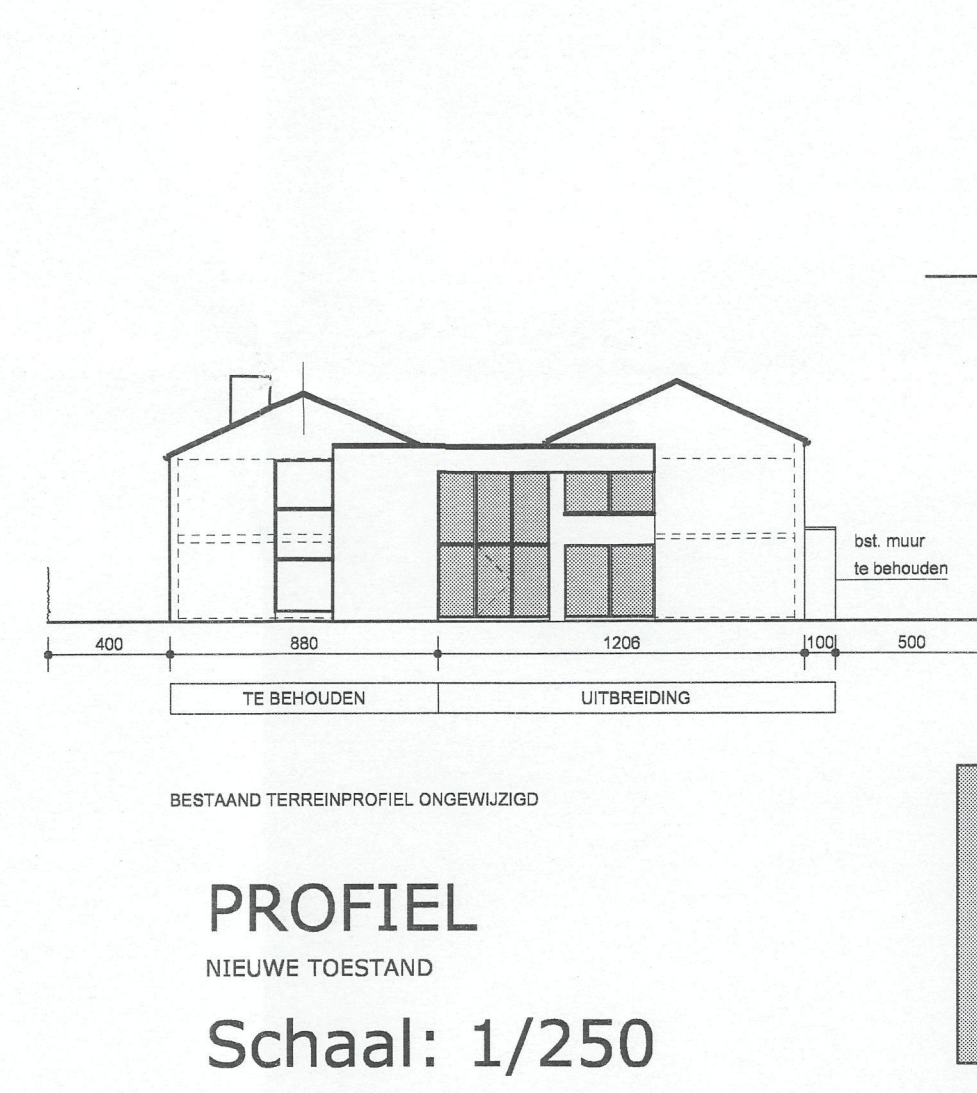 bst. muur
te behouden
400 880 1206 100 500
TE BEHOUDEN UITBREIDING
BESTAAND TERREINPROFIEL ONGEWIJZIGD
PROFIEL
NIEUWE TOESTAND
Schaal: 1/250